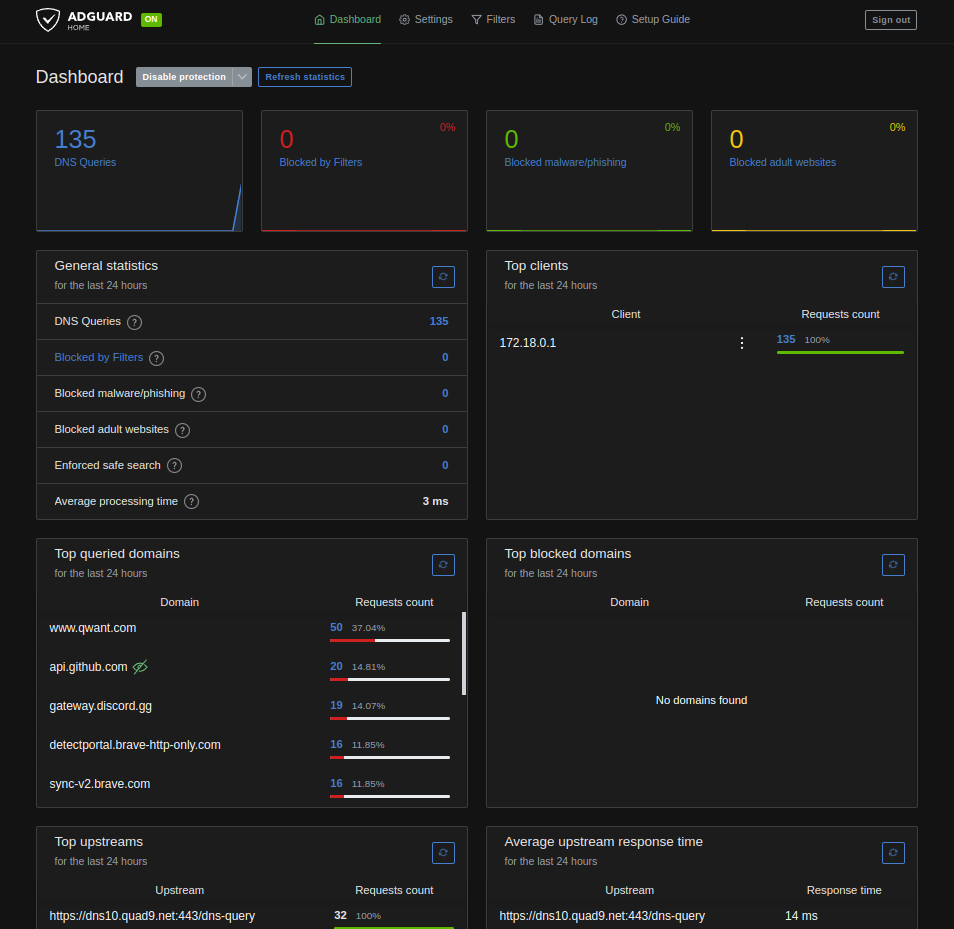 ADGUARD
HOME
ON
Dashboard
Settings
Filters
Query Log
Setup Guide
Sign out
Dashboard
Disable protection
Refresh statistics
135
DNS Queries
0
0%
Blocked by Filters
0
0%
Blocked malware/phishing
0
0%
Blocked adult websites
General statistics
for the last 24 hours
DNS Queries ? 135
Blocked by Filters ? 0
Blocked malware/phishing ? 0
Blocked adult websites ? 0
Enforced safe search ? 0
Average processing time ? 3 ms
Top clients
for the last 24 hours
Client Requests count
172.18.0.1 135 100%
Top queried domains
for the last 24 hours
Domain Requests count
www.qwant.com 50 37.04%
api.github.com 20 14.81%
gateway.discord.gg 19 14.07%
detectportal.brave-http-only.com 16 11.85%
sync-v2.brave.com 16 11.85%
Top blocked domains
for the last 24 hours
Domain Requests count
No domains found
Top upstreams
for the last 24 hours
Upstream Requests count
https://dns10.quad9.net:443/dns-query 32 100%
Average upstream response time
for the last 24 hours
Upstream Response time
https://dns10.quad9.net:443/dns-query 14 ms